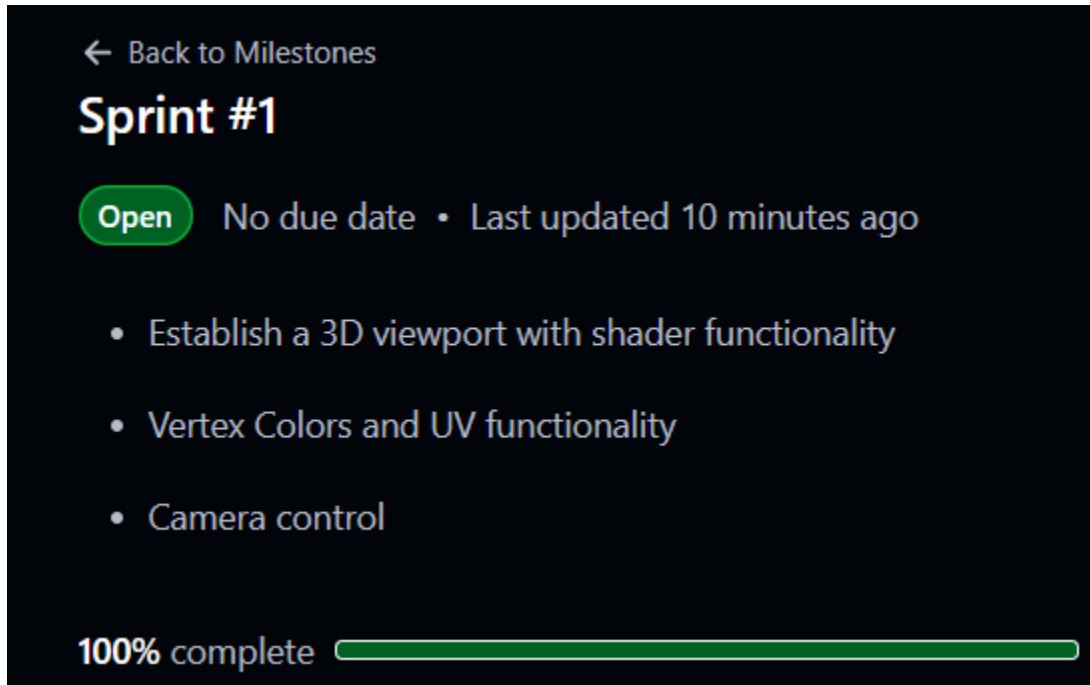 ← Back to Milestones
Sprint #1
Open No due date • Last updated 10 minutes ago
• Establish a 3D viewport with shader functionality
• Vertex Colors and UV functionality
• Camera control
100% complete